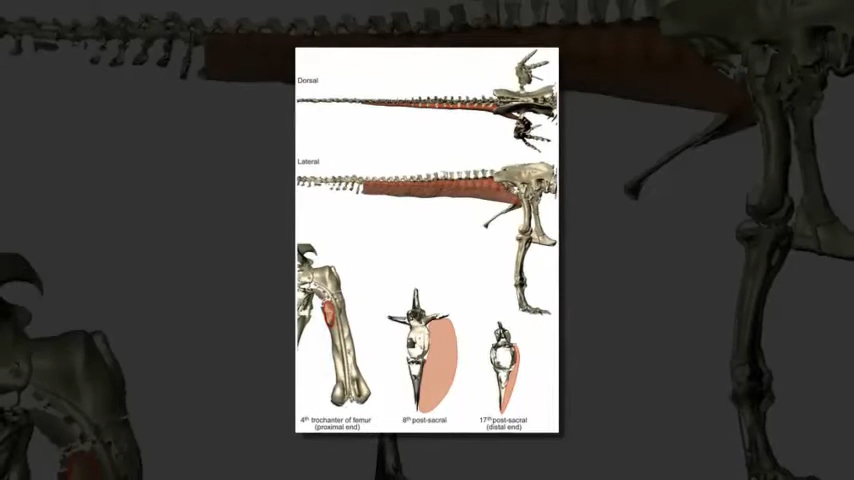 Dorsal
Lateral
4th trochanter of femur
(proximal end)
8th post-sacral
17th post-sacral
(distal end)